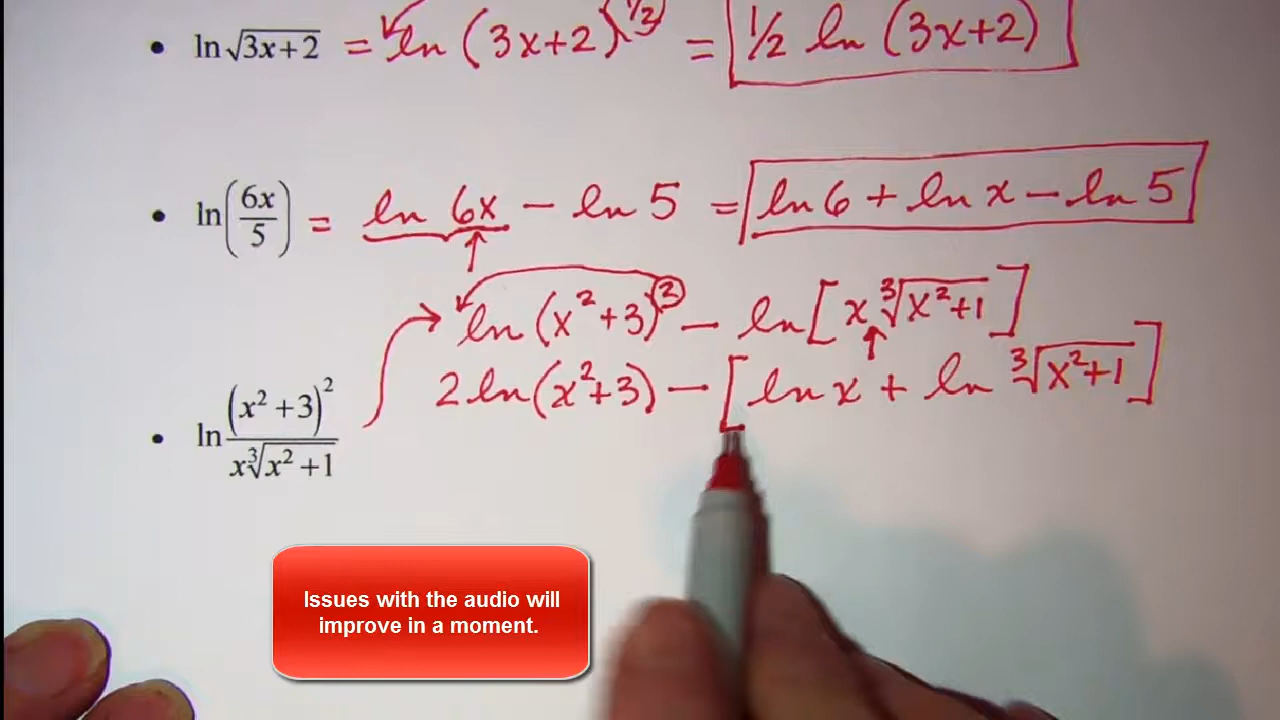 • ln√3x+2 = ln (3x+2)^½ = ½ ln (3x+2)
• ln(6x/5) = ln 6x − ln 5 = ln 6 + ln x − ln 5
ln(x²+3)² − ln[x ∛x²+1]
2 ln(x²+3) − [ln x + ln ∛x²+1]
• ln (x²+3)²/x∛x²+1
Issues with the audio will
improve in a moment.